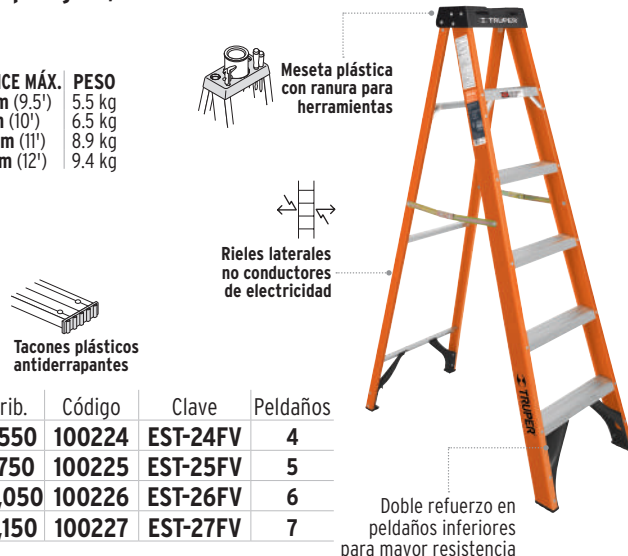 NCE MÁX. PESO
m (9.5') 5.5 kg
m (10') 6.5 kg
m (11') 8.9 kg
m (12') 9.4 kg
Meseta plástica
con ranura para
herramientas
TRUPER
Rieles laterales
no conductores
de electricidad
Tacones plásticos
antiderrapantes
rib. Código Clave Peldaños
550 100224 EST-24FV 4
750 100225 EST-25FV 5
,050 100226 EST-26FV 6
,150 100227 EST-27FV 7
TRUPER
Doble refuerzo en
peldaños inferiores
para mayor resistencia